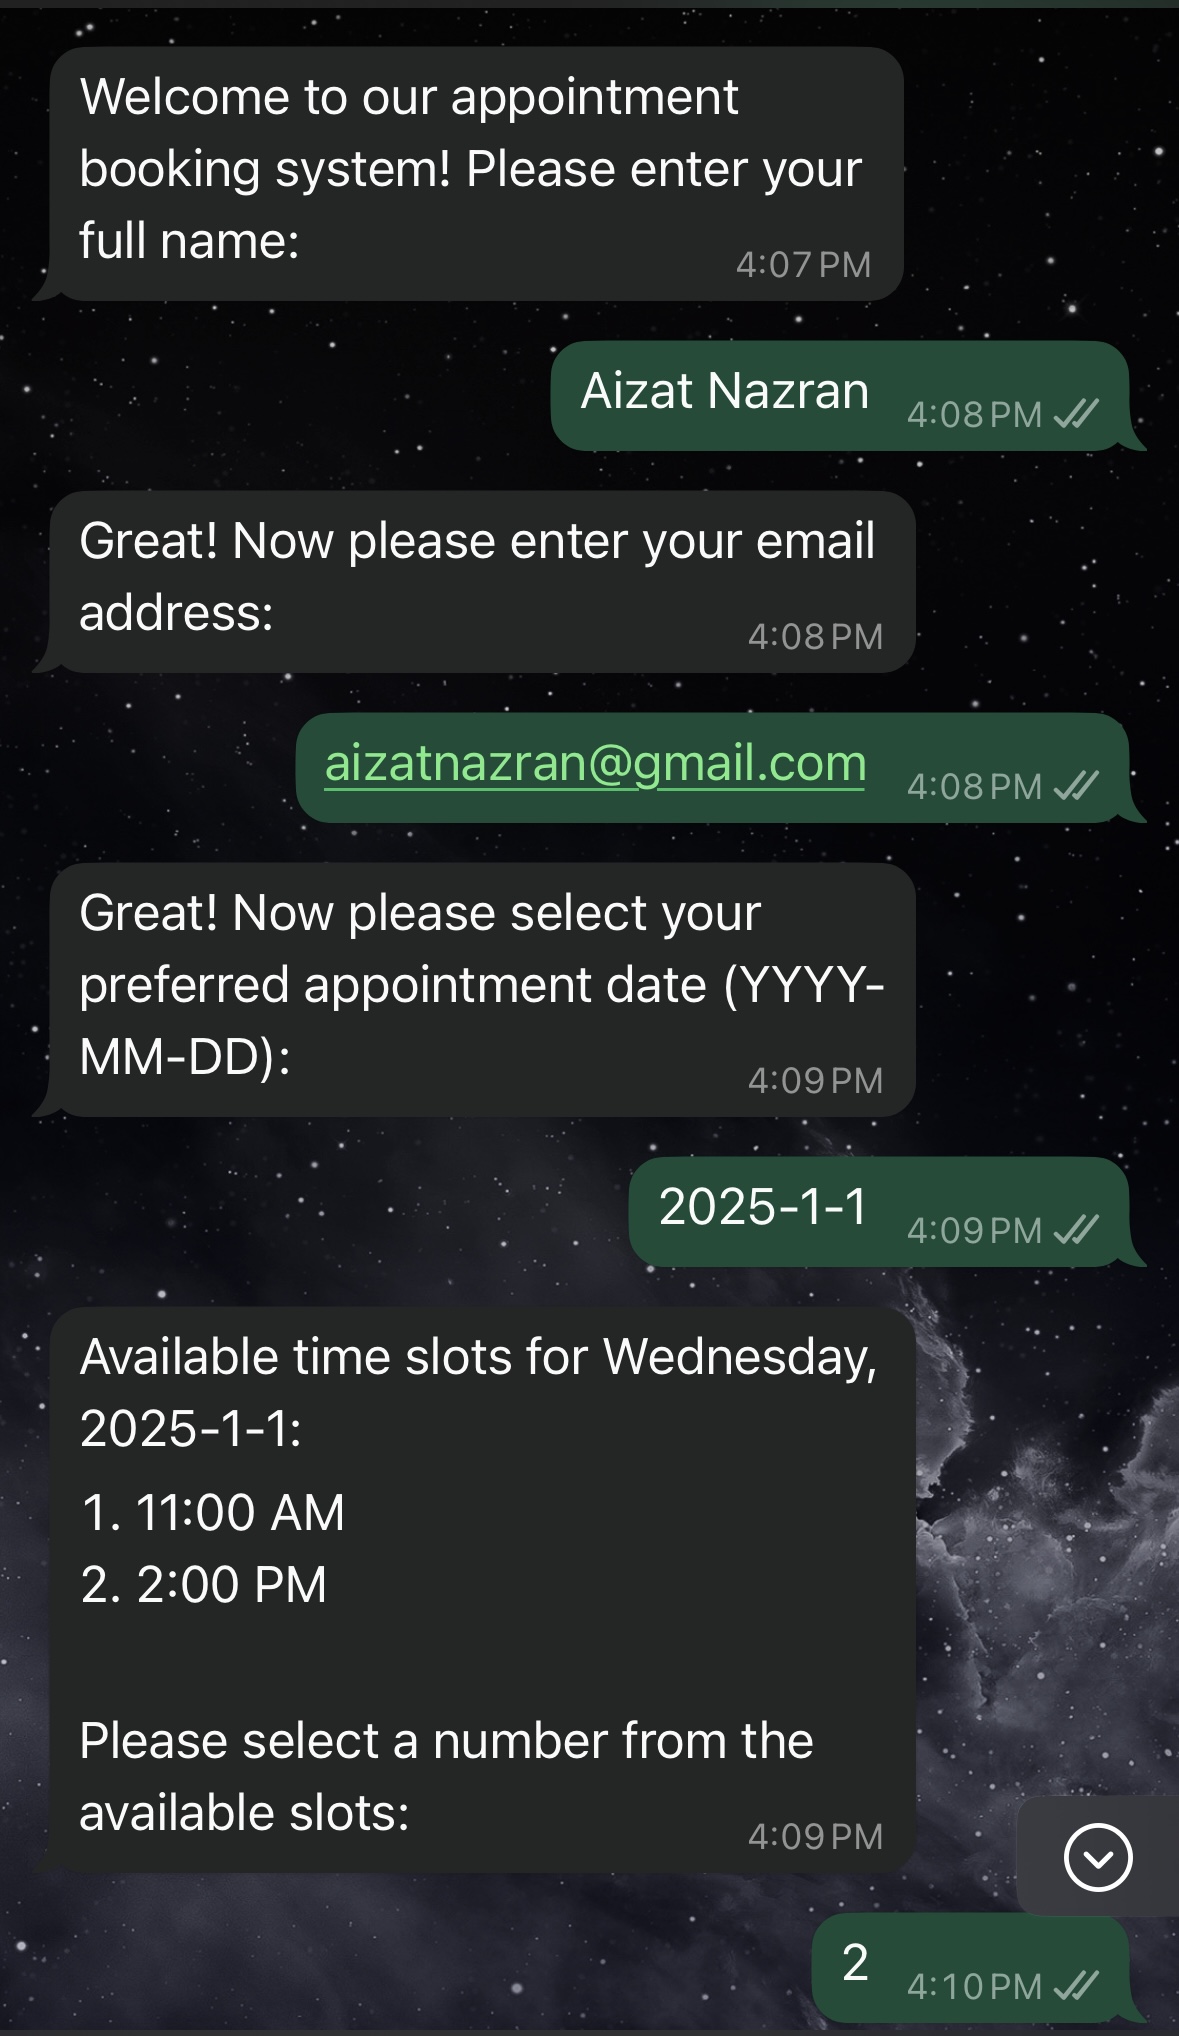 Welcome to our appointment
booking system! Please enter your
full name:
4:07 PM
Aizat Nazran
4:08 PM
Great! Now please enter your email
address:
4:08 PM
aizatnazran@gmail.com
4:08 PM
Great! Now please select your
preferred appointment date (YYYY-
MM-DD):
4:09 PM
2025-1-1
4:09 PM
Available time slots for Wednesday,
2025-1-1:
1. 11:00 AM
2. 2:00 PM
Please select a number from the
available slots:
4:09 PM
2
4:10 PM